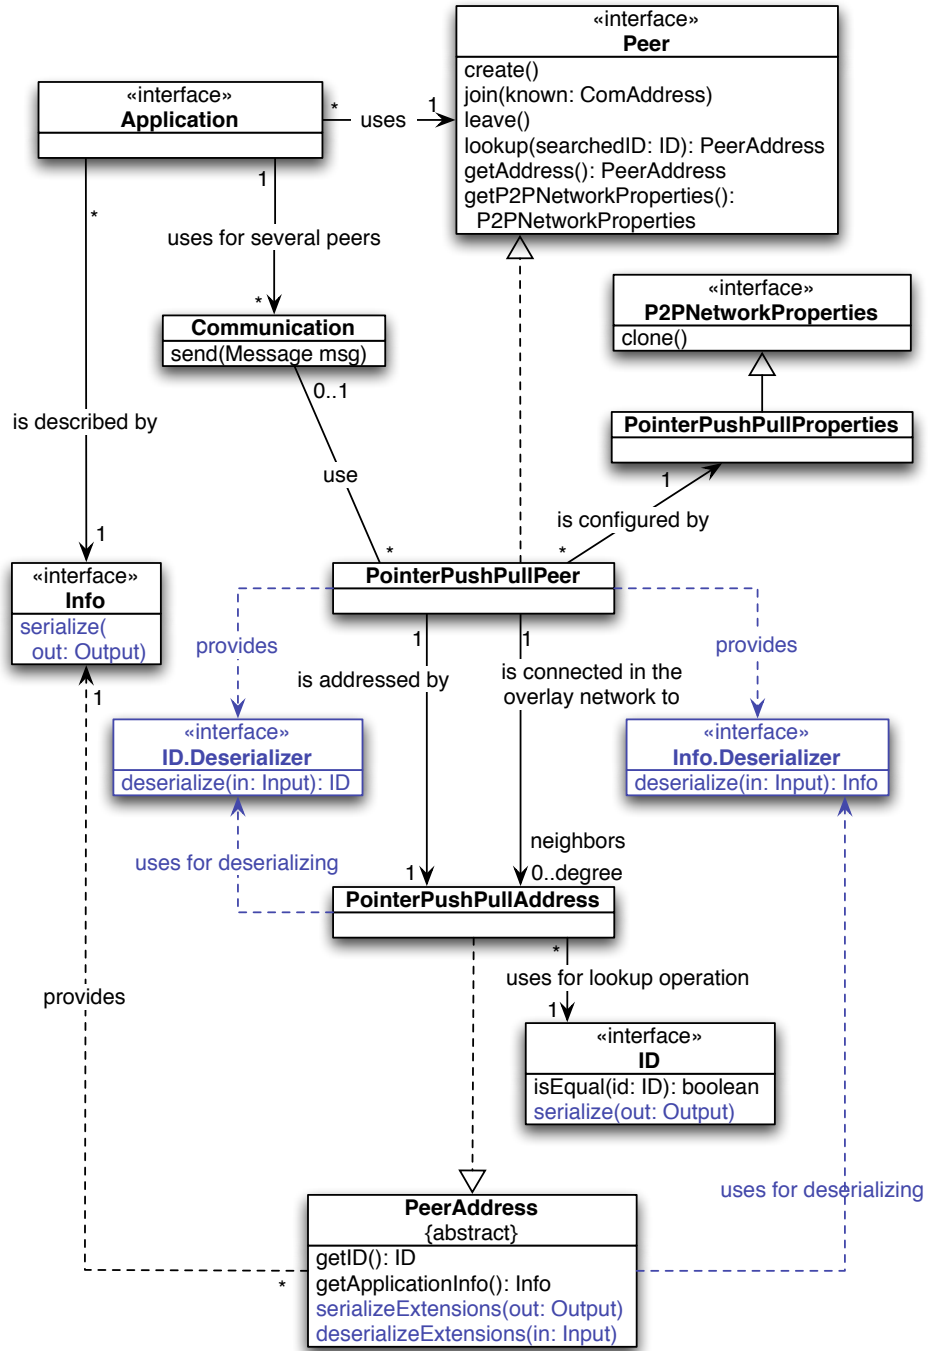 «interface»
Peer
create()
join(known: ComAddress)
leave()
lookup(searchedID: ID): PeerAddress
getAddress(): PeerAddress
getP2PNetworkProperties():
P2PNetworkProperties
«interface»
Application
*
uses
1
*
1
uses for several peers
*
Communication
send(Message msg)
0..1
use
*
«interface»
P2PNetworkProperties
clone()
PointerPushPullProperties
1
is configured by
*
is described by
1
«interface»
Info
serialize(
out: Output)
1
PointerPushPullPeer
provides
1
1
is addressed by
is connected in the
overlay network to
provides
«interface»
ID.Deserializer
deserialize(in: Input): ID
«interface»
Info.Deserializer
deserialize(in: Input): Info
uses for deserializing
neighbors
1
0..degree
PointerPushPullAddress
*
uses for lookup operation
1
provides
«interface»
ID
isEqual(id: ID): boolean
serialize(out: Output)
uses for deserializing
PeerAddress
{abstract}
*
getID(): ID
getApplicationInfo(): Info
serializeExtensions(out: Output)
deserializeExtensions(in: Input)